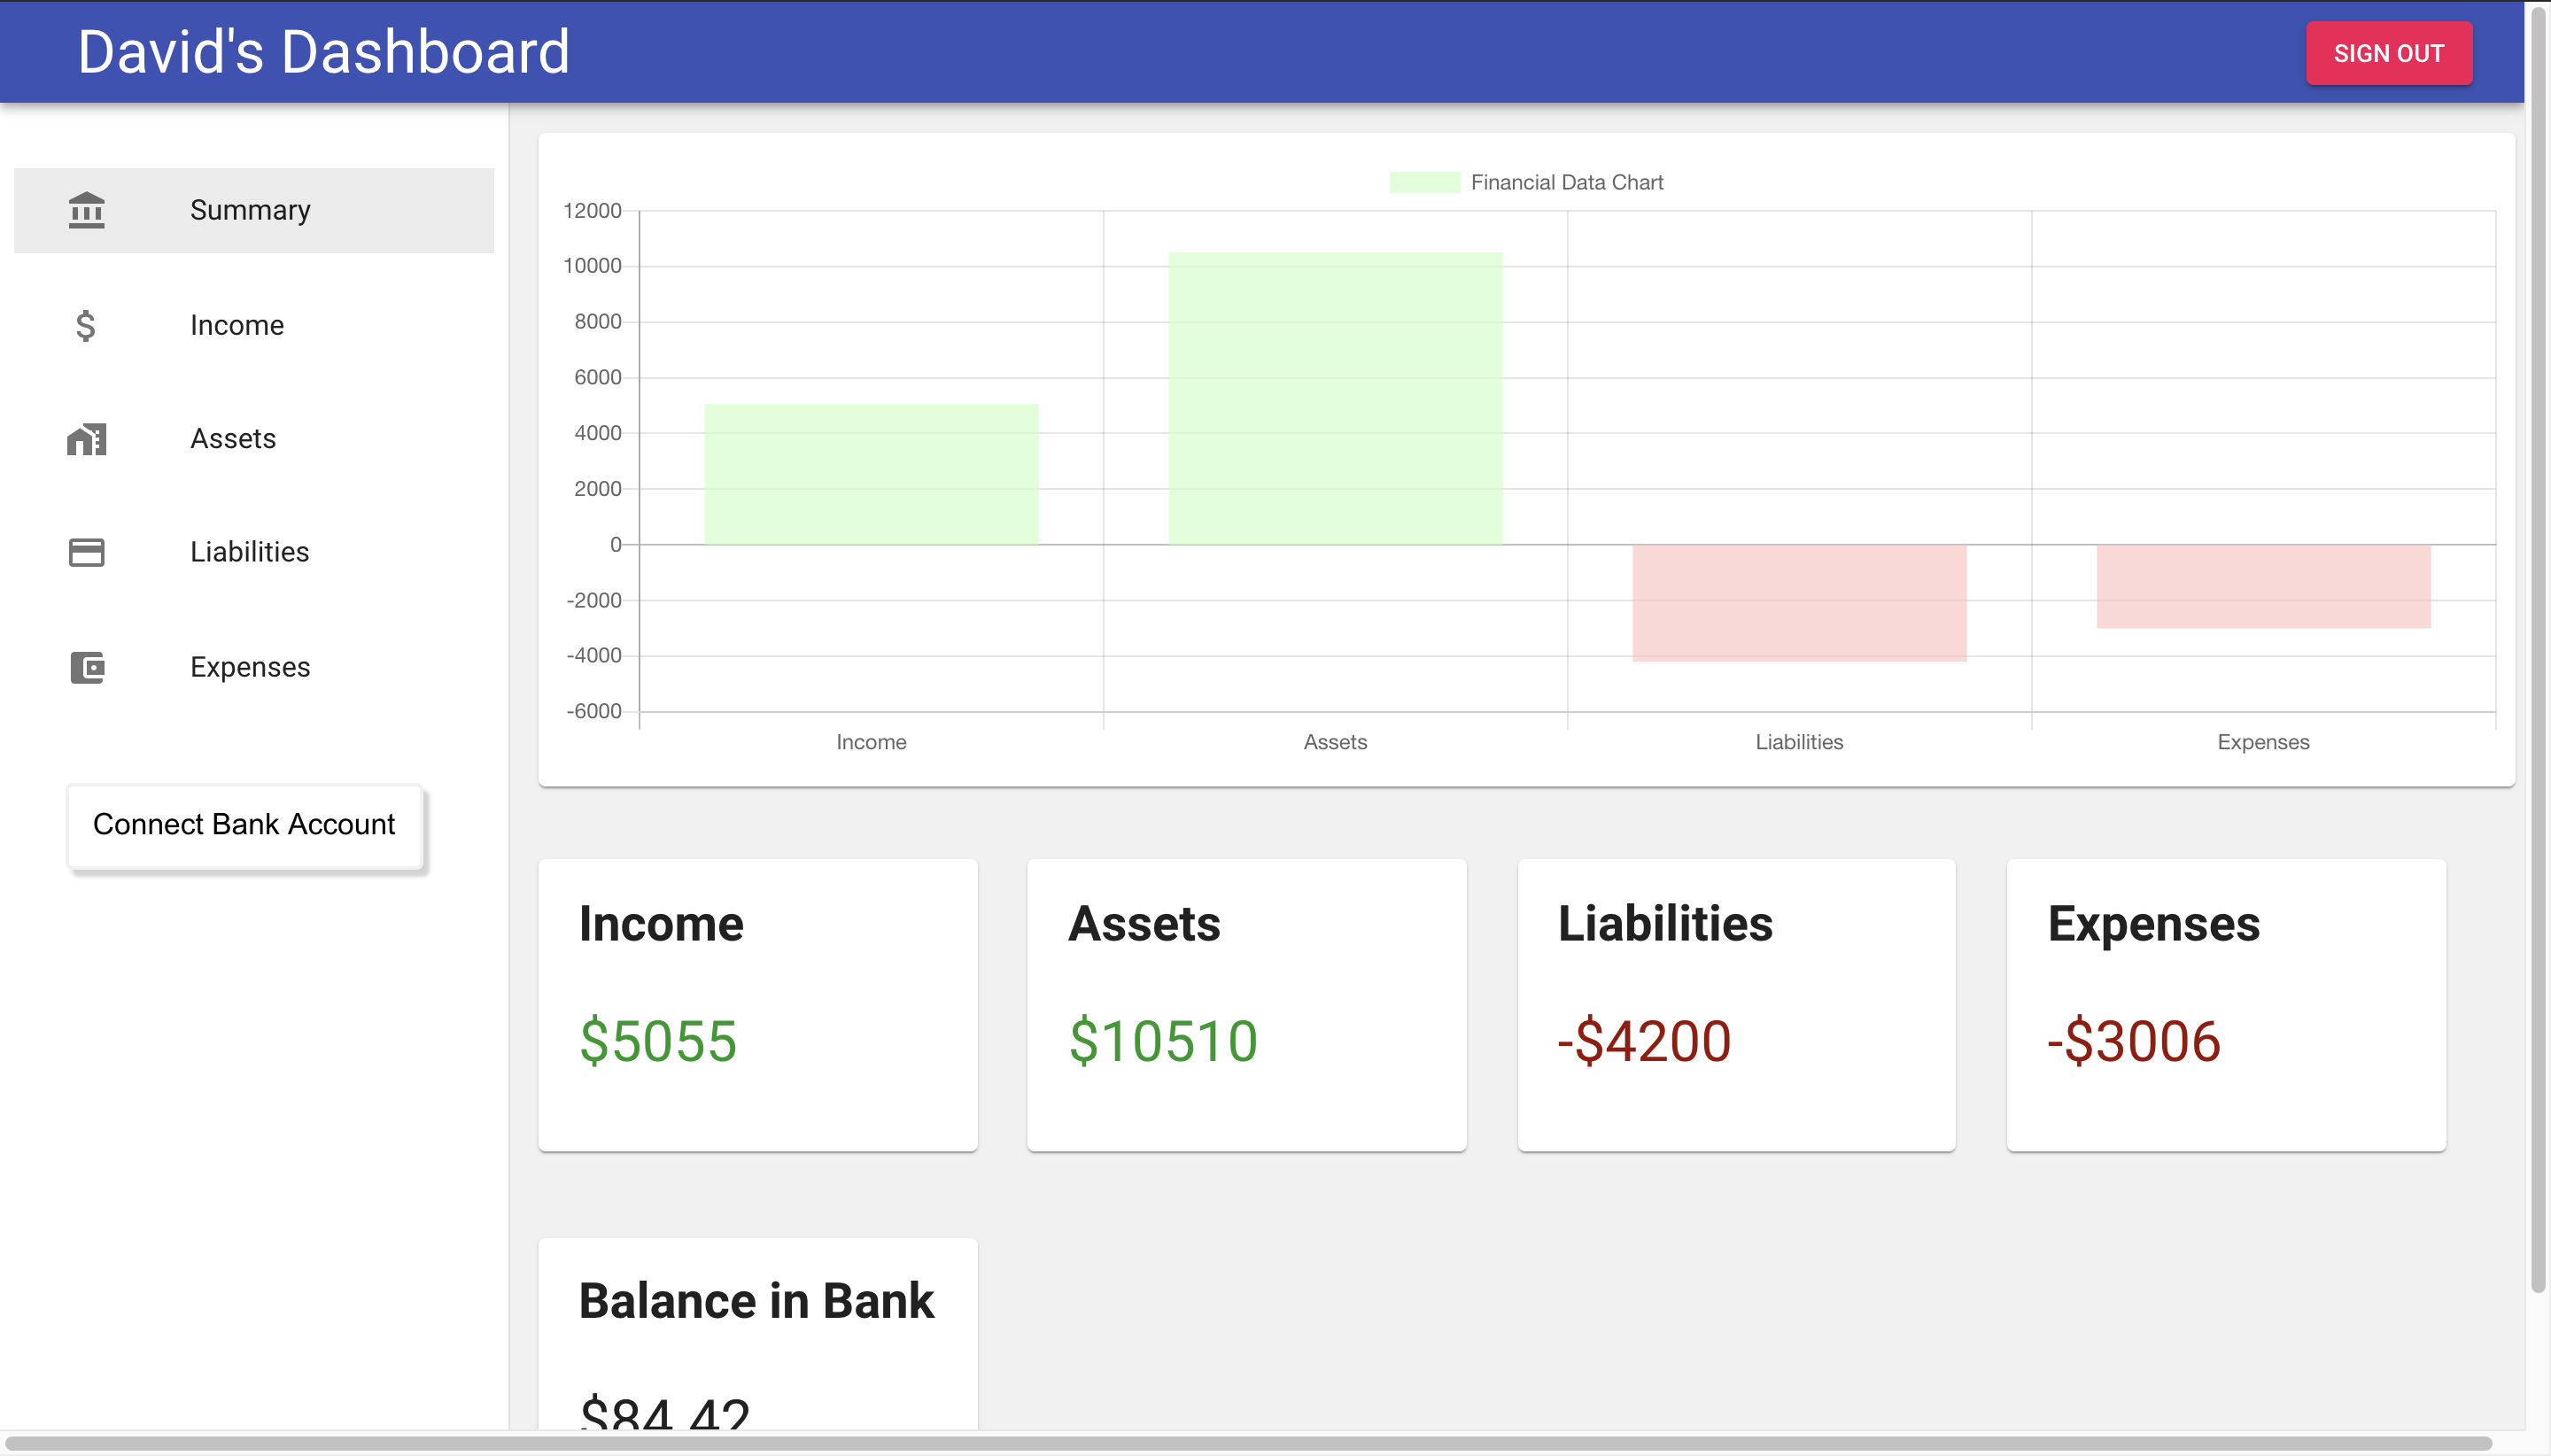 David's Dashboard
SIGN OUT
Summary
Income
Assets
Liabilities
Expenses
Connect Bank Account
Financial Data Chart
12000
10000
8000
6000
4000
2000
0
-2000
-4000
-6000
Income Assets Liabilities Expenses
Income
$5055
Assets
$10510
Liabilities
-$4200
Expenses
-$3006
Balance in Bank
$84.42